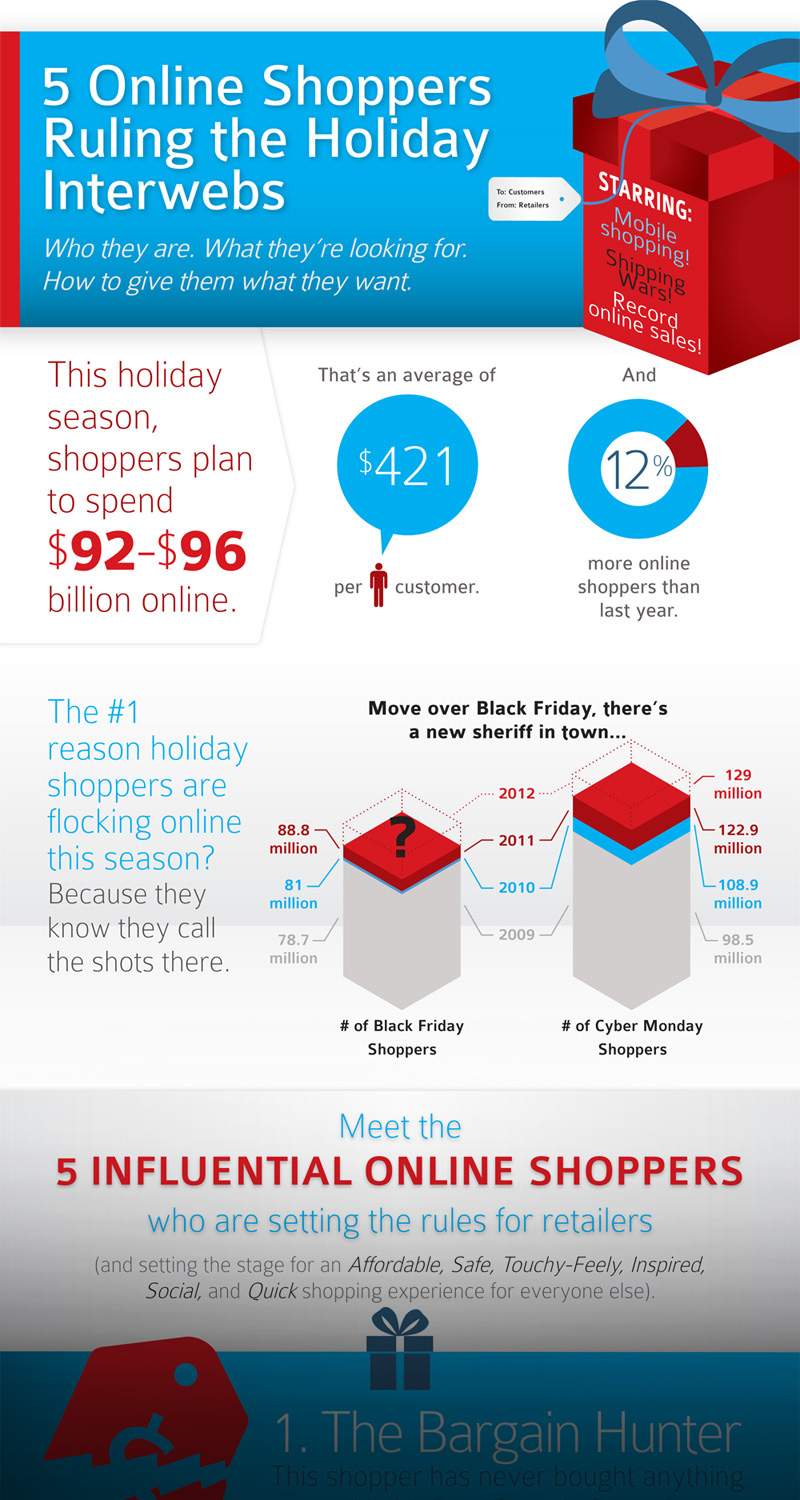 5 Online Shoppers
Ruling the Holiday
Interwebs
Who they are. What they're looking for.
How to give them what they want.
To: Customers
From: Retailers
STARRING:
Mobile
shopping!
Shipping
Wars!
Record
online sales!
This holiday
season,
shoppers plan
to spend
$92-$96
billion online.
That's an average of
$421
per customer.
And
12%
more online
shoppers than
last year.
The #1
reason holiday
shoppers are
flocking online
this season?
Because they
know they call
the shots there.
Move over Black Friday, there's
a new sheriff in town...
?
2012
129
million
88.8
million
2011
122.9
million
81
million
2010
108.9
million
78.7
million
2009
98.5
million
# of Black Friday
Shoppers
# of Cyber Monday
Shoppers
Meet the
5 INFLUENTIAL ONLINE SHOPPERS
who are setting the rules for retailers
(and setting the stage for an Affordable, Safe, Touchy-Feely, Inspired,
Social, and Quick shopping experience for everyone else).
1. The Bargain Hunter
This shopper has never bought anything